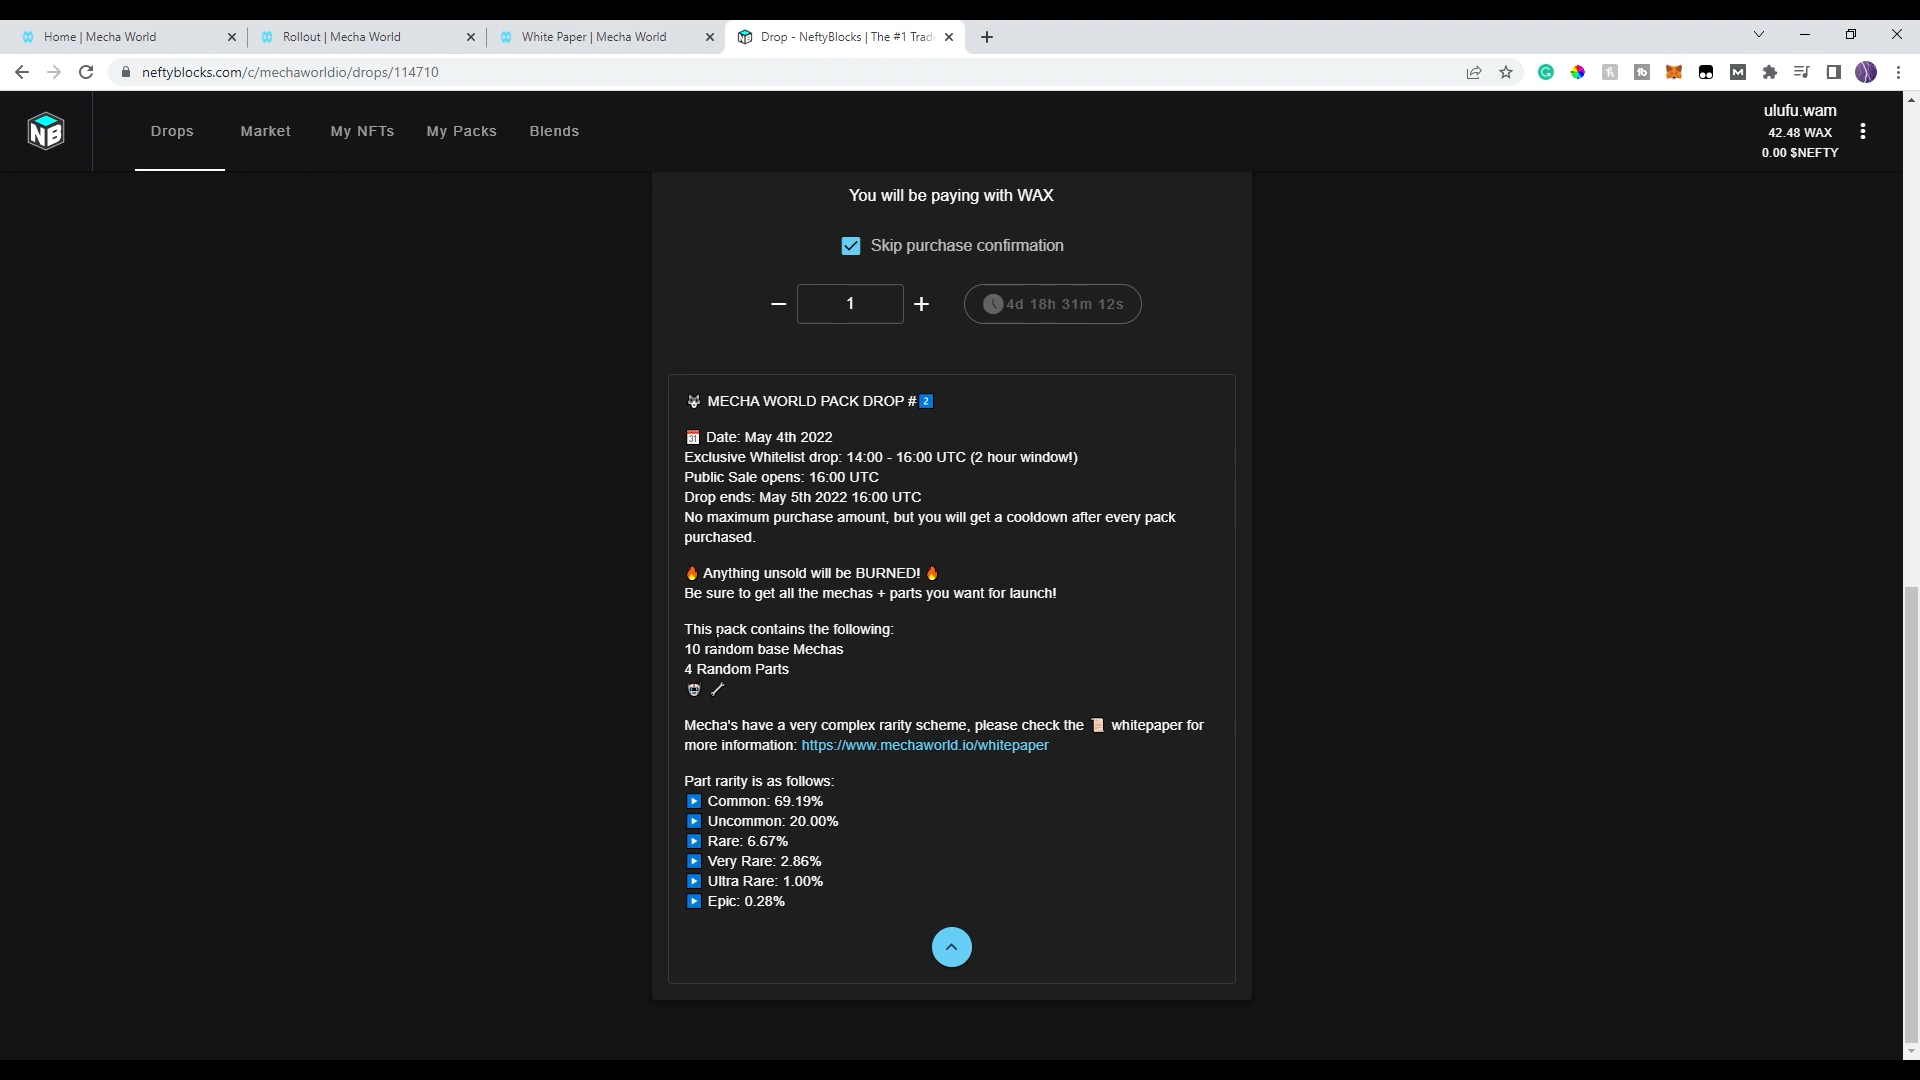 Home | Mecha World
Rollout | Mecha World
White Paper | Mecha World
Drop - NeftyBlocks | The #1 Trad
neftyblocks.com/c/mechaworldio/drops/114710
NB
Drops
Market
My NFTs
My Packs
Blends
ulufu.wam
42.48 WAX
0.00 $NEFTY
You will be paying with WAX
Skip purchase confirmation
1
4d 18h 31m 12s
MECHA WORLD PACK DROP # 2
31 Date: May 4th 2022
Exclusive Whitelist drop: 14:00 - 16:00 UTC (2 hour window!)
Public Sale opens: 16:00 UTC
Drop ends: May 5th 2022 16:00 UTC
No maximum purchase amount, but you will get a cooldown after every pack
purchased.
🔥 Anything unsold will be BURNED! 🔥
Be sure to get all the mechas + parts you want for launch!
This pack contains the following:
10 random base Mechas
4 Random Parts
Mecha's have a very complex rarity scheme, please check the 📜 whitepaper for
more information: https://www.mechaworld.io/whitepaper
Part rarity is as follows:
Common: 69.19%
Uncommon: 20.00%
Rare: 6.67%
Very Rare: 2.86%
Ultra Rare: 1.00%
Epic: 0.28%